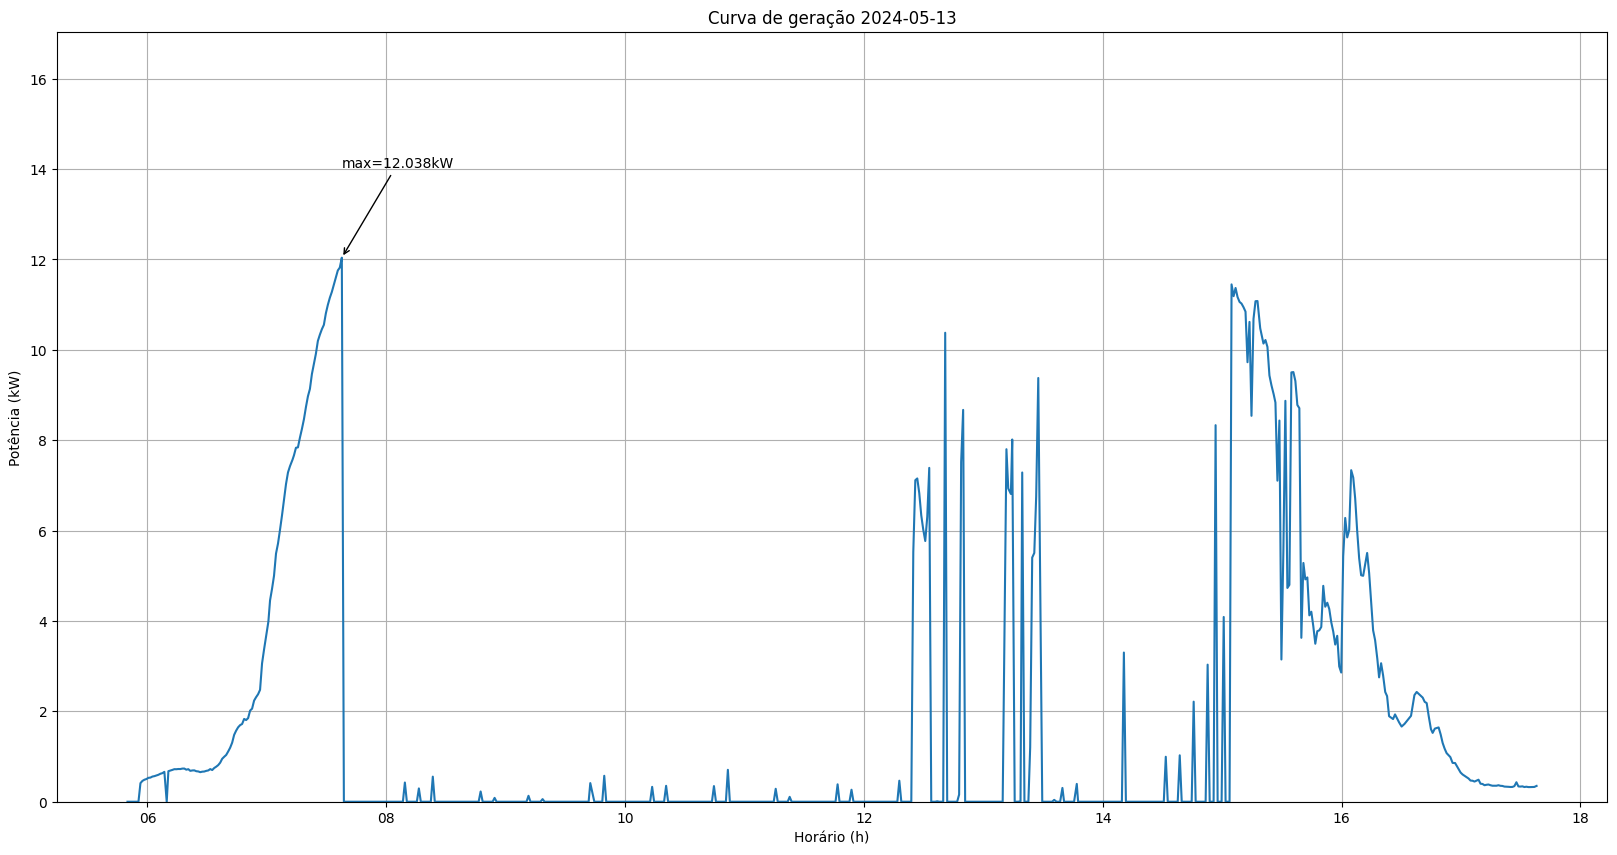 Curva de geração 2024-05-13
16
14
12
10
8
6
4
2
0
Potência (kW)
max=12.038kW
06 08 10 12 14 16 18
Horário (h)